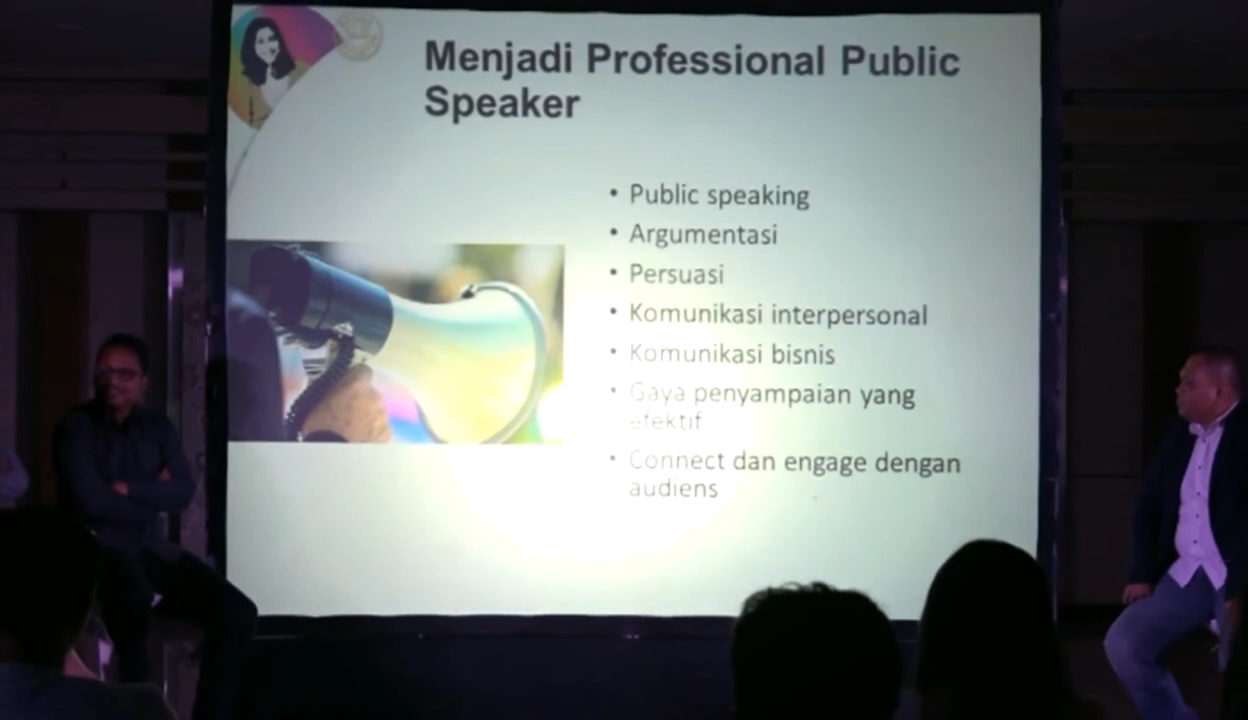 Menjadi Professional Public
Speaker
• Public speaking
• Argumentasi
• Persuasi
• Komunikasi interpersonal
• Komunikasi bisnis
• Gaya penyampaian yang
efektif
• Connect dan engage dengan
audiens